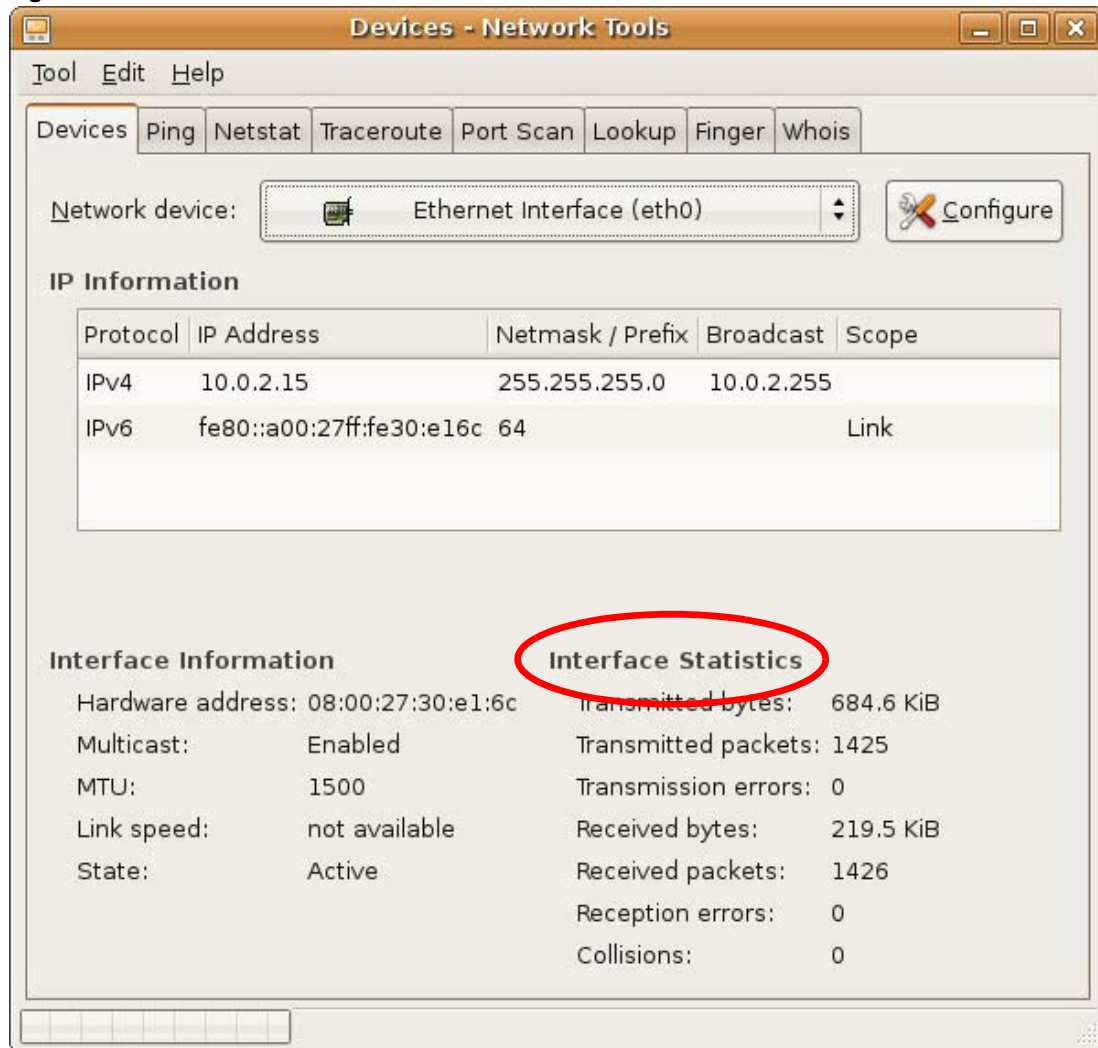 Devices - Network Tools
Tool Edit Help
Devices Ping Netstat Traceroute Port Scan Lookup Finger Whois
Network device: Ethernet Interface (eth0) Configure
IP Information
Protocol IP Address Netmask / Prefix Broadcast Scope
IPv4 10.0.2.15 255.255.255.0 10.0.2.255
IPv6 fe80::a00:27ff:fe30:e16c 64 Link
Interface Information
Hardware address: 08:00:27:30:e1:6c
Multicast: Enabled
MTU: 1500
Link speed: not available
State: Active
Interface Statistics
Transmitted bytes: 684.6 KiB
Transmitted packets: 1425
Transmission errors: 0
Received bytes: 219.5 KiB
Received packets: 1426
Reception errors: 0
Collisions: 0